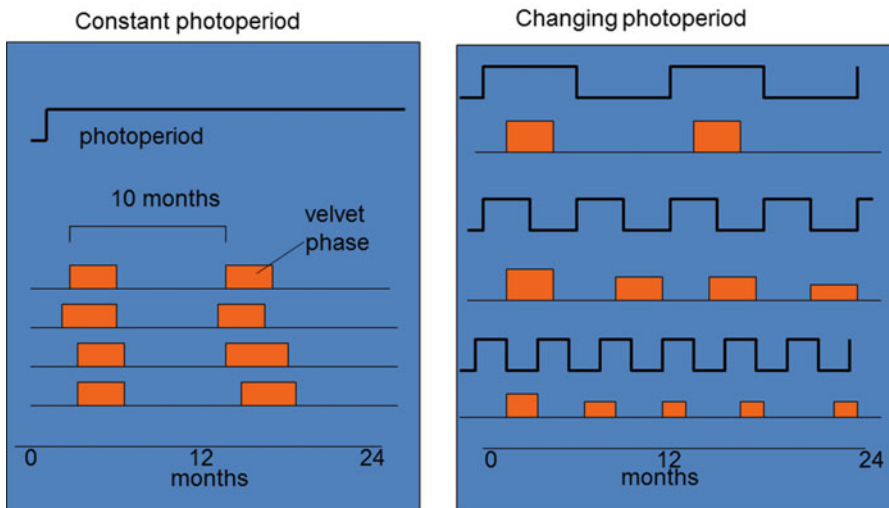 Constant photoperiod
photoperiod
10 months
velvet
phase
0 12 24
months
Changing photoperiod
0 12 24
months